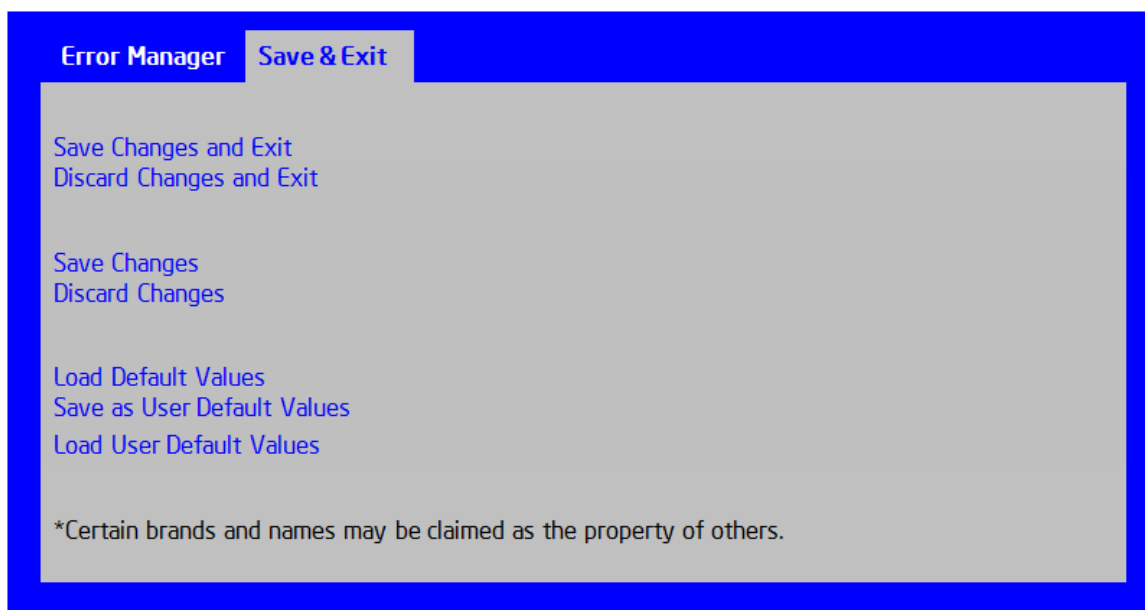 Error Manager Save & Exit
Save Changes and Exit
Discard Changes and Exit
Save Changes
Discard Changes
Load Default Values
Save as User Default Values
Load User Default Values
*Certain brands and names may be claimed as the property of others.